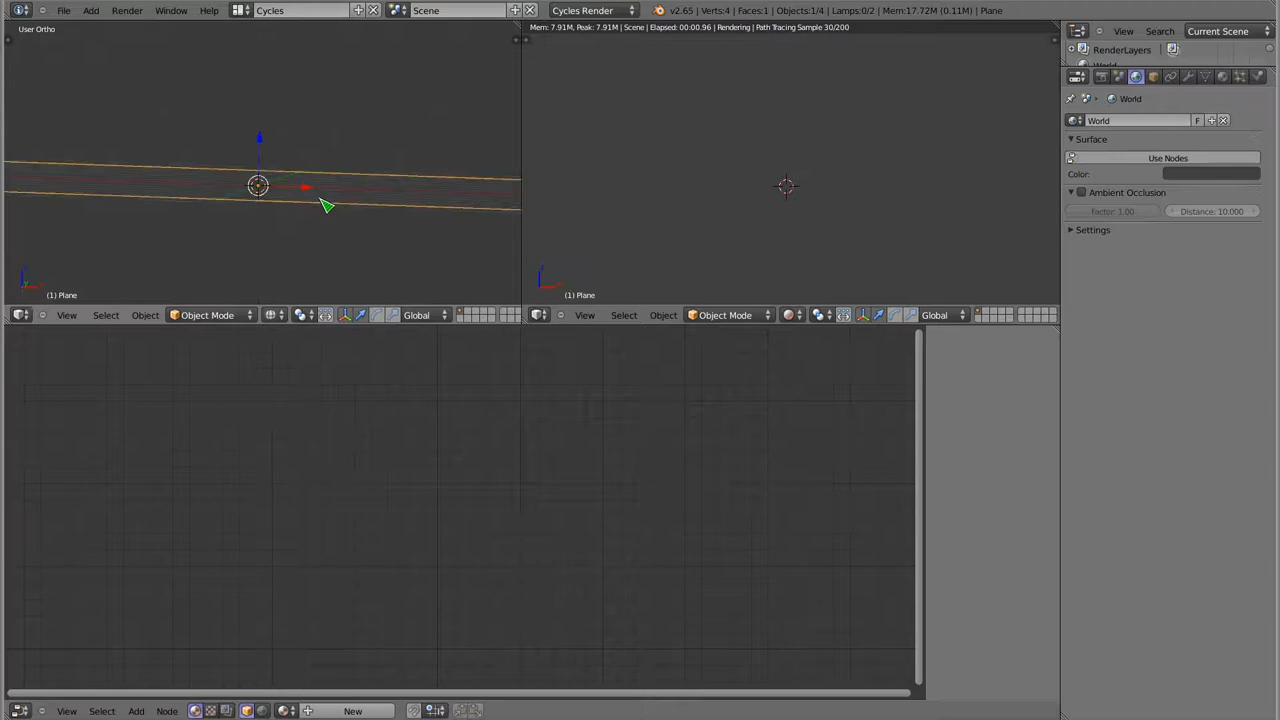 File Add Render Window Help Cycles Scene Cycles Render v2.65 | Verts:4 | Faces:1 | Objects:1/4 | Lamps:0/2 | Mem:17.72M (0.11M) | Plane
User Ortho
Mem: 7.91M, Peak: 7.91M | Scene | Elapsed: 00:00.96 | Rendering | Path Tracing Sample 30/200
View Search Current Scene
RenderLayers
World
World
World F
Surface
Use Nodes
Color:
Ambient Occlusion
Factor: 1.00 Distance: 10.000
Settings
(1) Plane
(1) Plane
View Select Object Object Mode Global
View Select Object Object Mode Global
View Select Add Node New